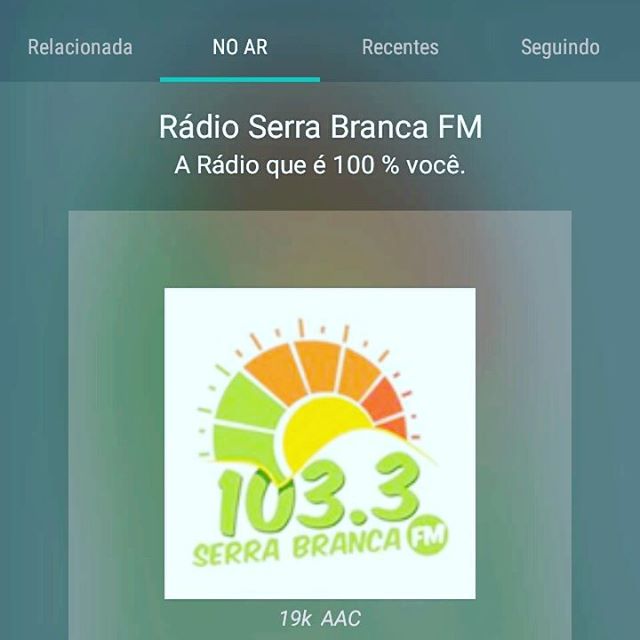 Relacionada NO AR Recentes Seguindo
Rádio Serra Branca FM
A Rádio que é 100 % você.
103.3
SERRA BRANCA FM
19k AAC